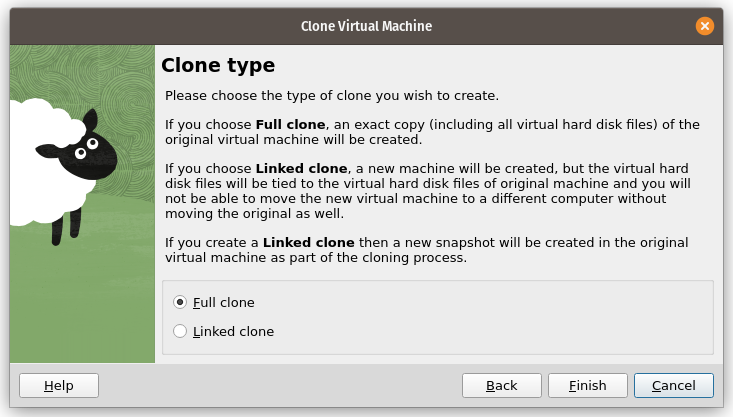 Clone Virtual Machine
Clone type
Please choose the type of clone you wish to create.
If you choose Full clone, an exact copy (including all virtual hard disk files) of the
original virtual machine will be created.
If you choose Linked clone, a new machine will be created, but the virtual hard
disk files will be tied to the virtual hard disk files of original machine and you will
not be able to move the new virtual machine to a different computer without
moving the original as well.
If you create a Linked clone then a new snapshot will be created in the original
virtual machine as part of the cloning process.
Full clone
Linked clone
Help Back Finish Cancel